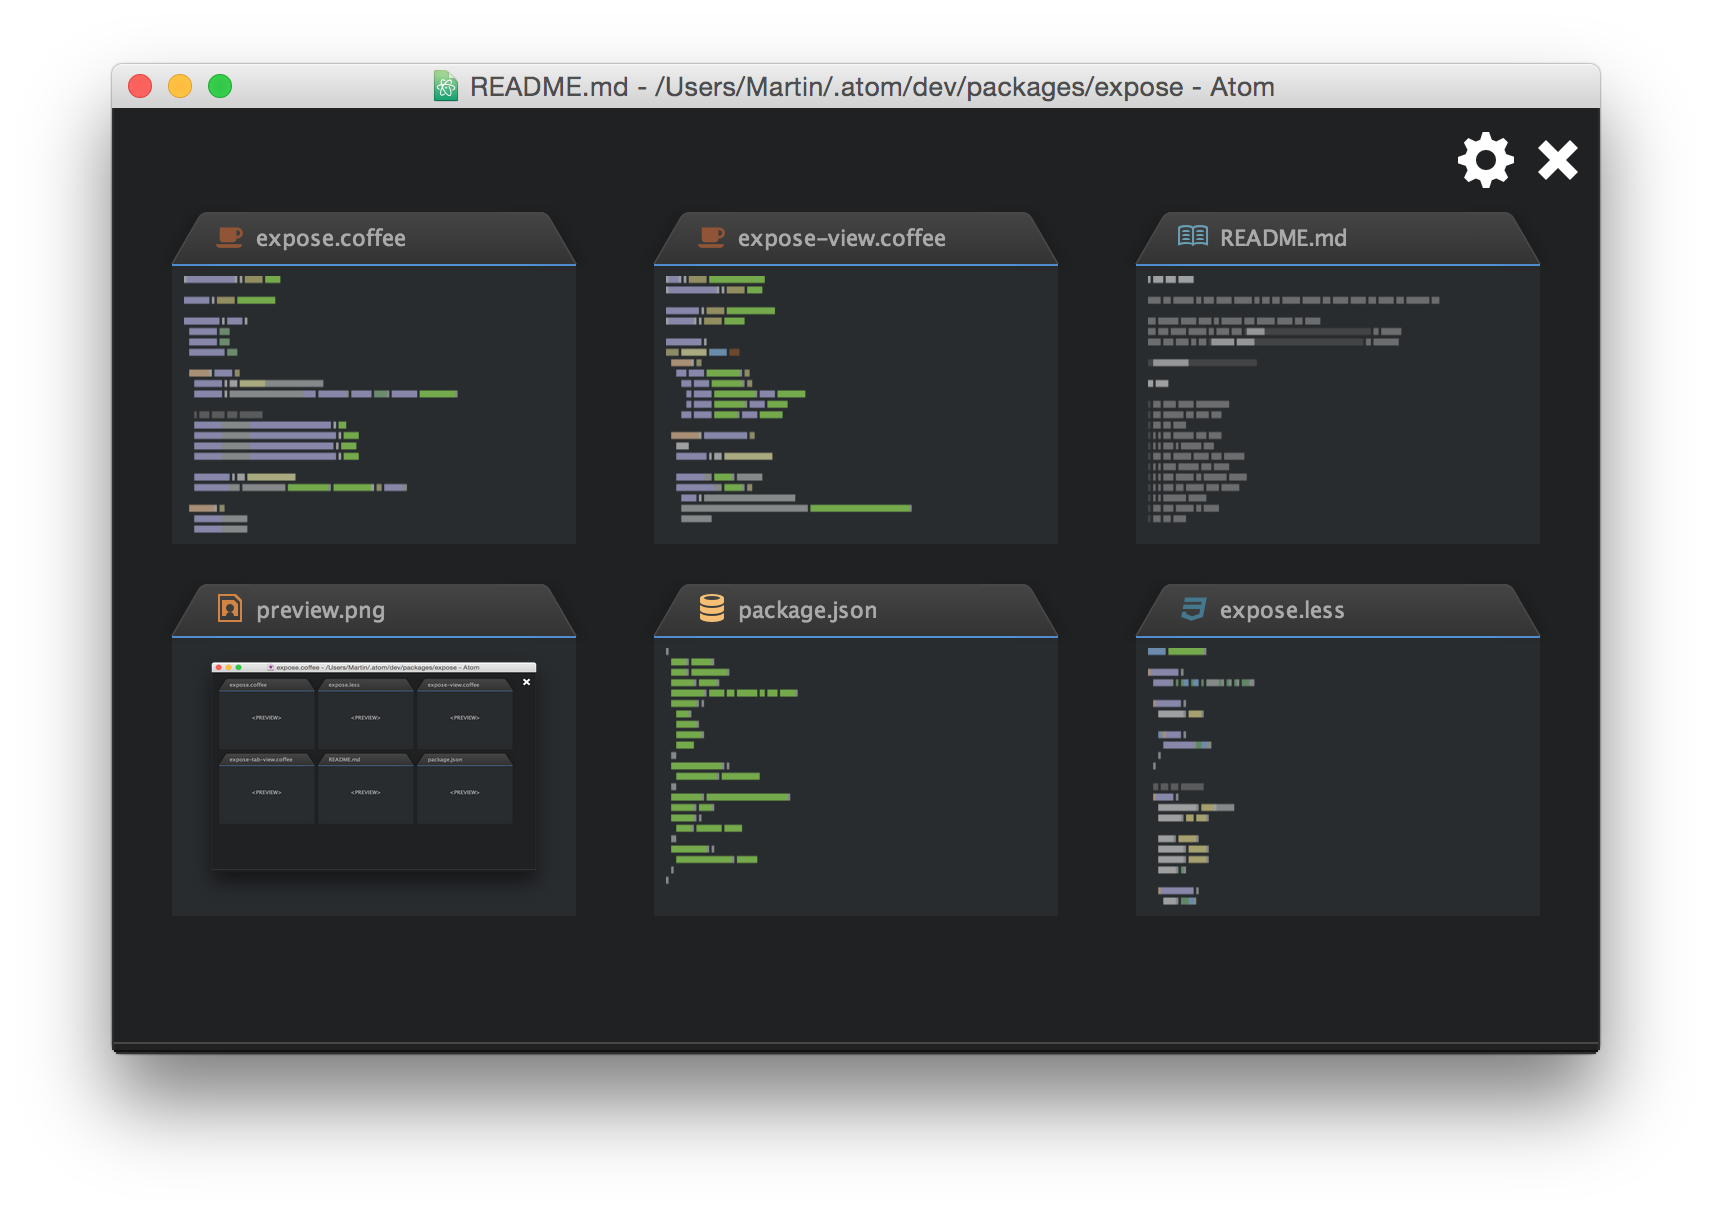 README.md - /Users/Martin/.atom/dev/packages/expose - Atom
expose.coffee
expose-view.coffee
README.md
preview.png
package.json
expose.less
expose.coffee - /Users/Martin/.atom/dev/packages/expose - Atom
expose.coffee
expose.less
expose-view.coffee
<PREVIEW>
<PREVIEW>
<PREVIEW>
expose-tab-view.coffee
README.md
package.json
<PREVIEW>
<PREVIEW>
<PREVIEW>